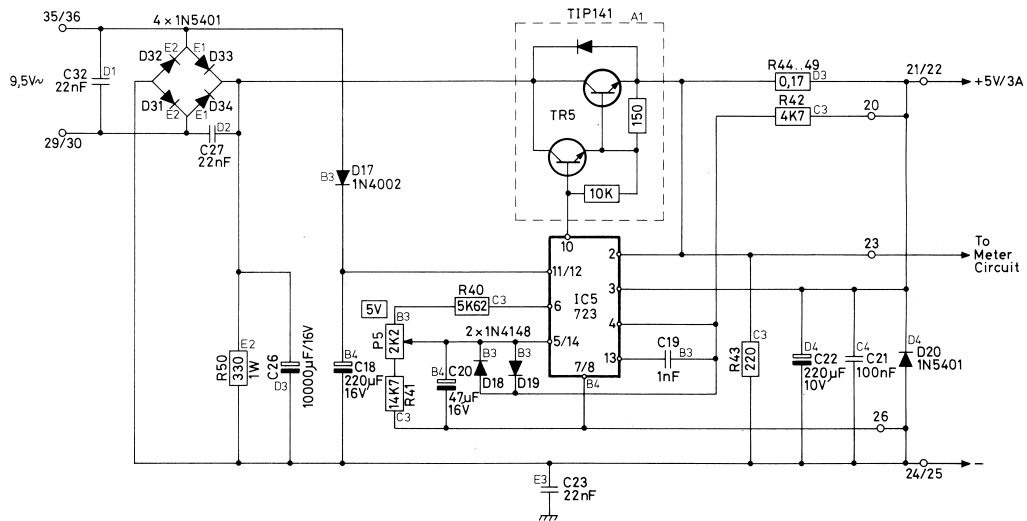 35/36
4 x 1N5401
TIP141
A1
D32
E2
E1
D33
R44..49
0,17
D3
21/22
+5V/3A
9,5V~
C32
22nF
D1
D31
E2
E1
D34
R42
4K7
C3
20
TR5
150
29/30
D2
C27
22nF
B3
D17
1N4002
10K
10
2
23
To
Meter
Circuit
11/12
3
IC5
723
R40
5K62
C3
6
5V
B3
P5
2K2
2 x 1N4148
5/14
4
C19
1nF
B3
13
7/8
B4
R50
330
1W
E2
C26
10000µF/16V
D3
B4
C18
220µF
16V
14K7
R41
C3
B4
C20
47µF
16V
B3
D18
B3
D19
R43
220
C3
D4
C22
220µF
10V
C4
C21
100nF
D4
D20
1N5401
26
24/25
−
E3
C23
22nF